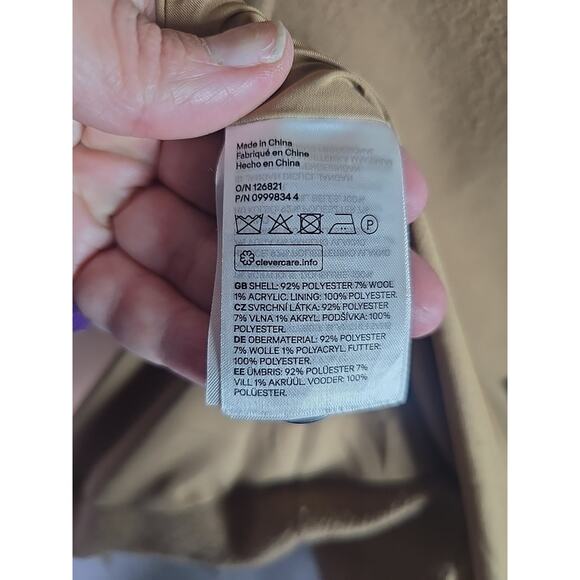 Made in China
Fabriqué en Chine
Hecho en China
O/N 126821
P/N 0999834 4
P
clevercare.info
GB SHELL: 92% POLYESTER 7% WOOL
1% ACRYLIC. LINING: 100% POLYESTER.
CZ SVRCHNÍ LÁTKA: 92% POLYESTER
7% VLNA 1% AKRYL. PODŠÍVKA: 100%
POLYESTER.
DE OBERMATERIAL: 92% POLYESTER
7% WOLLE 1% POLYACRYL. FUTTER:
100% POLYESTER.
EE ÜMBRIS: 92% POLÜESTER 7%
VILL 1% AKRÜÜL. VOODER: 100%
POLÜESTER.